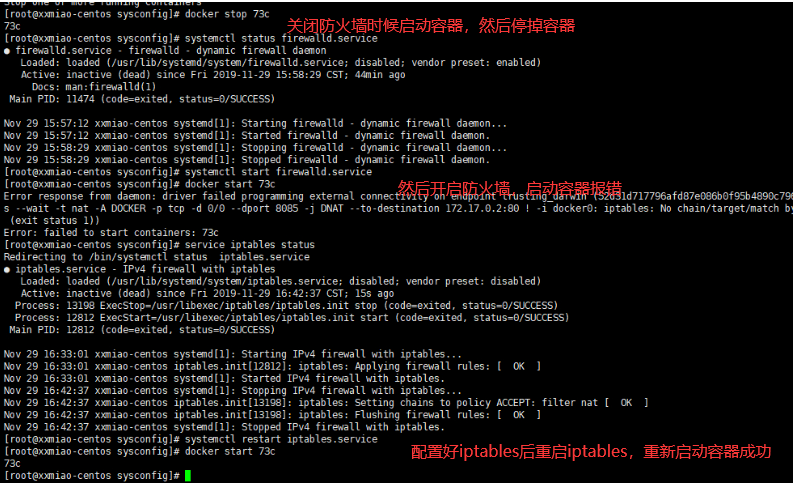 Stop one or more running containers
[root@xxmiao-centos sysconfig]# docker stop 73c
73c
关闭防火墙时候启动容器，然后停掉容器
[root@xxmiao-centos sysconfig]# systemctl status firewalld.service
● firewalld.service - firewalld - dynamic firewall daemon
Loaded: loaded (/usr/lib/systemd/system/firewalld.service; disabled; vendor preset: enabled)
Active: inactive (dead) since Fri 2019-11-29 15:58:29 CST; 44min ago
Docs: man:firewalld(1)
Main PID: 11474 (code=exited, status=0/SUCCESS)
Nov 29 15:57:12 xxmiao-centos systemd[1]: Starting firewalld - dynamic firewall daemon...
Nov 29 15:57:12 xxmiao-centos systemd[1]: Started firewalld - dynamic firewall daemon.
Nov 29 15:58:29 xxmiao-centos systemd[1]: Stopping firewalld - dynamic firewall daemon...
Nov 29 15:58:29 xxmiao-centos systemd[1]: Stopped firewalld - dynamic firewall daemon.
[root@xxmiao-centos sysconfig]# systemctl start firewalld.service
[root@xxmiao-centos sysconfig]# docker start 73c
然后开启防火墙，启动容器报错
Error response from daemon: driver failed programming external connectivity on endpoint trusting_darwin (52d31d717796afd87e086b0f95b4890c796
s --wait -t nat -A DOCKER -p tcp -d 0/0 --dport 8085 -j DNAT --to-destination 172.17.0.2:80 ! -i docker0: iptables: No chain/target/match by
(exit status 1))
Error: failed to start containers: 73c
[root@xxmiao-centos sysconfig]# service iptables status
Redirecting to /bin/systemctl status  iptables.service
● iptables.service - IPv4 firewall with iptables
Loaded: loaded (/usr/lib/systemd/system/iptables.service; disabled; vendor preset: disabled)
Active: inactive (dead) since Fri 2019-11-29 16:42:37 CST; 15s ago
Process: 13198 ExecStop=/usr/libexec/iptables/iptables.init stop (code=exited, status=0/SUCCESS)
Process: 12812 ExecStart=/usr/libexec/iptables/iptables.init start (code=exited, status=0/SUCCESS)
Main PID: 12812 (code=exited, status=0/SUCCESS)
Nov 29 16:33:01 xxmiao-centos systemd[1]: Starting IPv4 firewall with iptables...
Nov 29 16:33:01 xxmiao-centos iptables.init[12812]: iptables: Applying firewall rules: [  OK  ]
Nov 29 16:33:01 xxmiao-centos systemd[1]: Started IPv4 firewall with iptables.
Nov 29 16:42:37 xxmiao-centos systemd[1]: Stopping IPv4 firewall with iptables...
Nov 29 16:42:37 xxmiao-centos iptables.init[13198]: iptables: Setting chains to policy ACCEPT: filter nat [  OK  ]
Nov 29 16:42:37 xxmiao-centos iptables.init[13198]: iptables: Flushing firewall rules: [  OK  ]
Nov 29 16:42:37 xxmiao-centos systemd[1]: Stopped IPv4 firewall with iptables.
[root@xxmiao-centos sysconfig]# systemctl restart iptables.service
[root@xxmiao-centos sysconfig]# docker start 73c
配置好iptables后重启iptables，重新启动容器成功
73c
[root@xxmiao-centos sysconfig]#